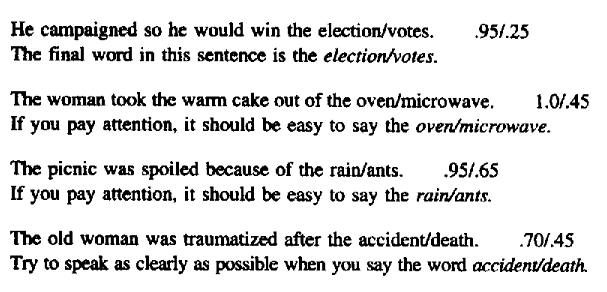 He campaigned so he would win the election/votes. .95/.25
The final word in this sentence is the election/votes.
The woman took the warm cake out of the oven/microwave. 1.0/.45
If you pay attention, it should be easy to say the oven/microwave.
The picnic was spoiled because of the rain/ants. .95/.65
If you pay attention, it should be easy to say the rain/ants.
The old woman was traumatized after the accident/death. .70/.45
Try to speak as clearly as possible when you say the word accident/death.